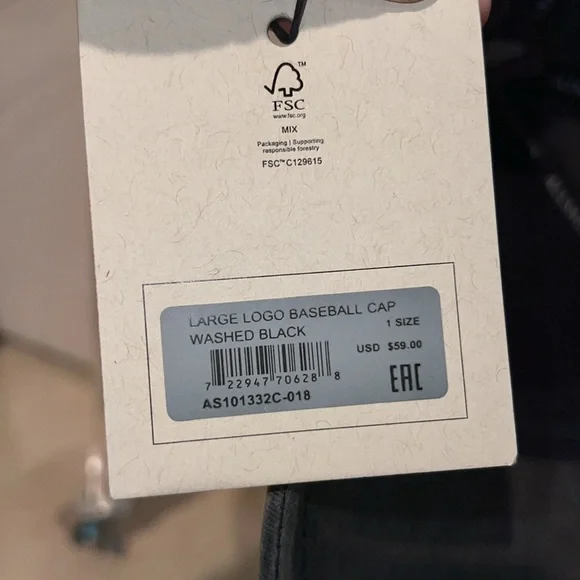 ™
FSC
www.fsc.org
MIX
Packaging | Supporting
responsible forestry
FSC™ C129615
LARGE LOGO BASEBALL CAP
WASHED BLACK 1 SIZE
USD $59.00
7 22947 70628 8
AS101332C-018
EAC